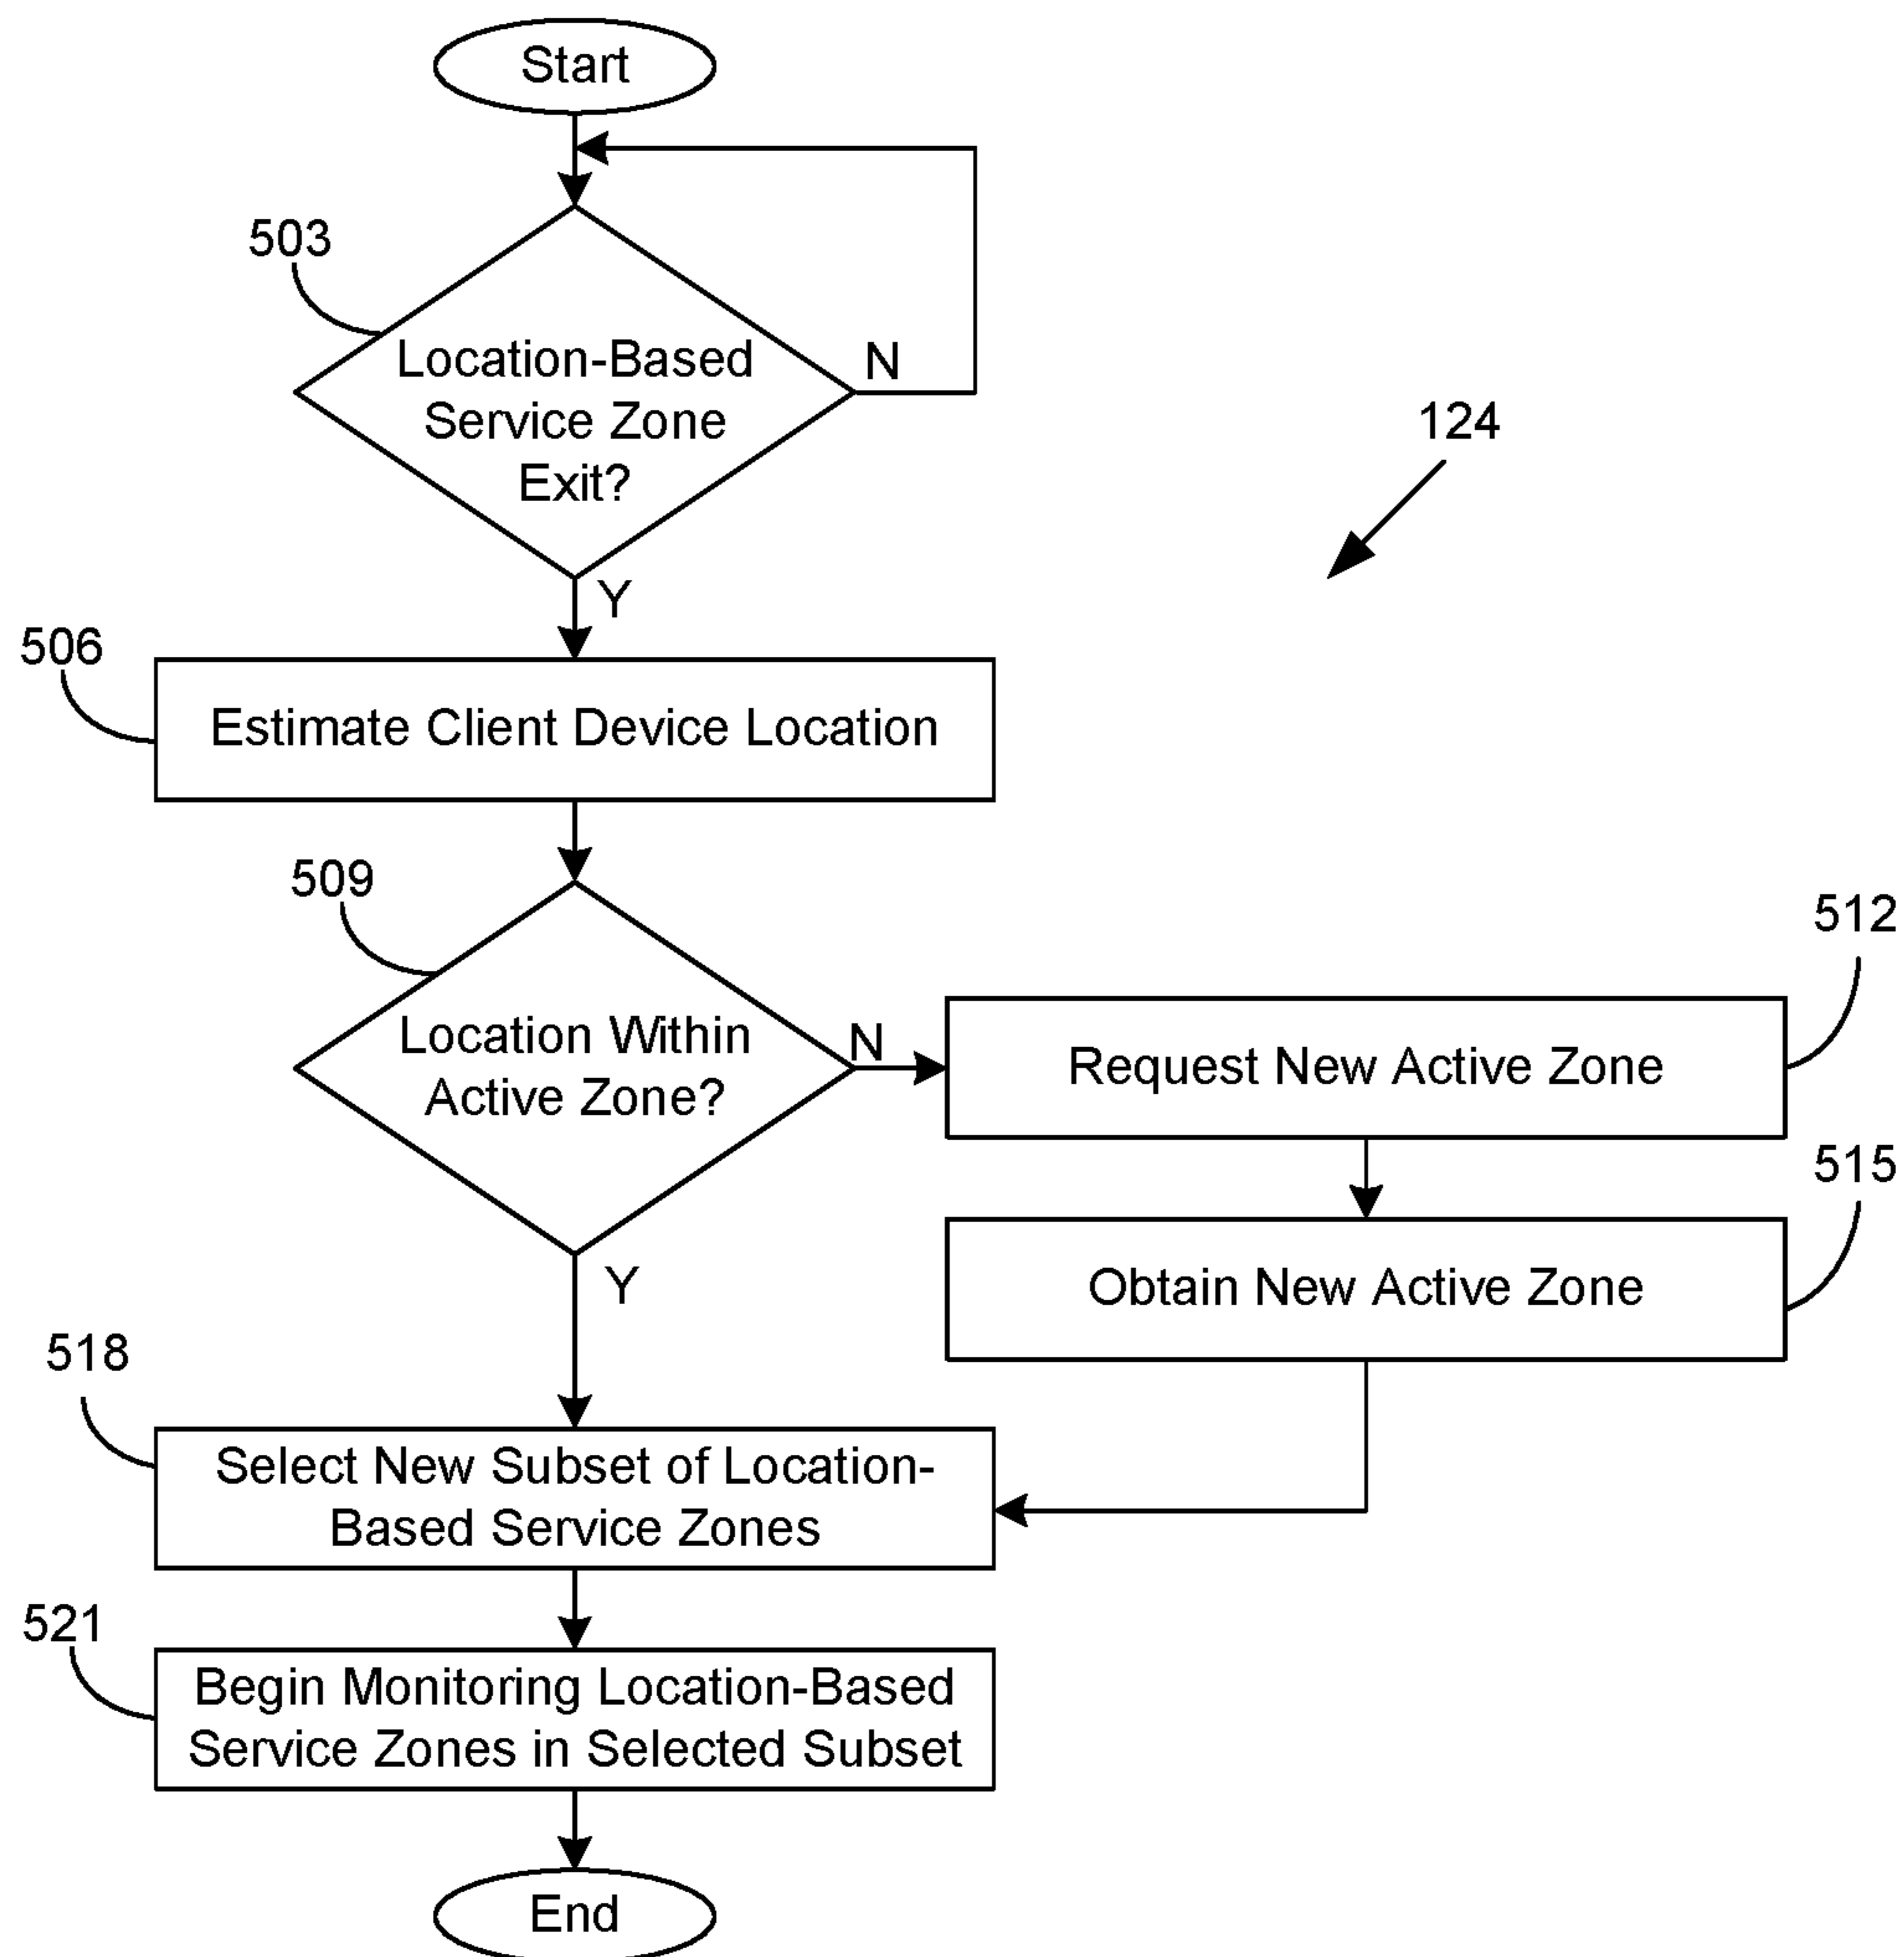 Start
503
Location-Based
Service Zone
Exit?
N
124
Y
506
Estimate Client Device Location
509
Location Within
Active Zone?
N
512
Request New Active Zone
515
Obtain New Active Zone
Y
518
Select New Subset of Location-
Based Service Zones
521
Begin Monitoring Location-Based
Service Zones in Selected Subset
End